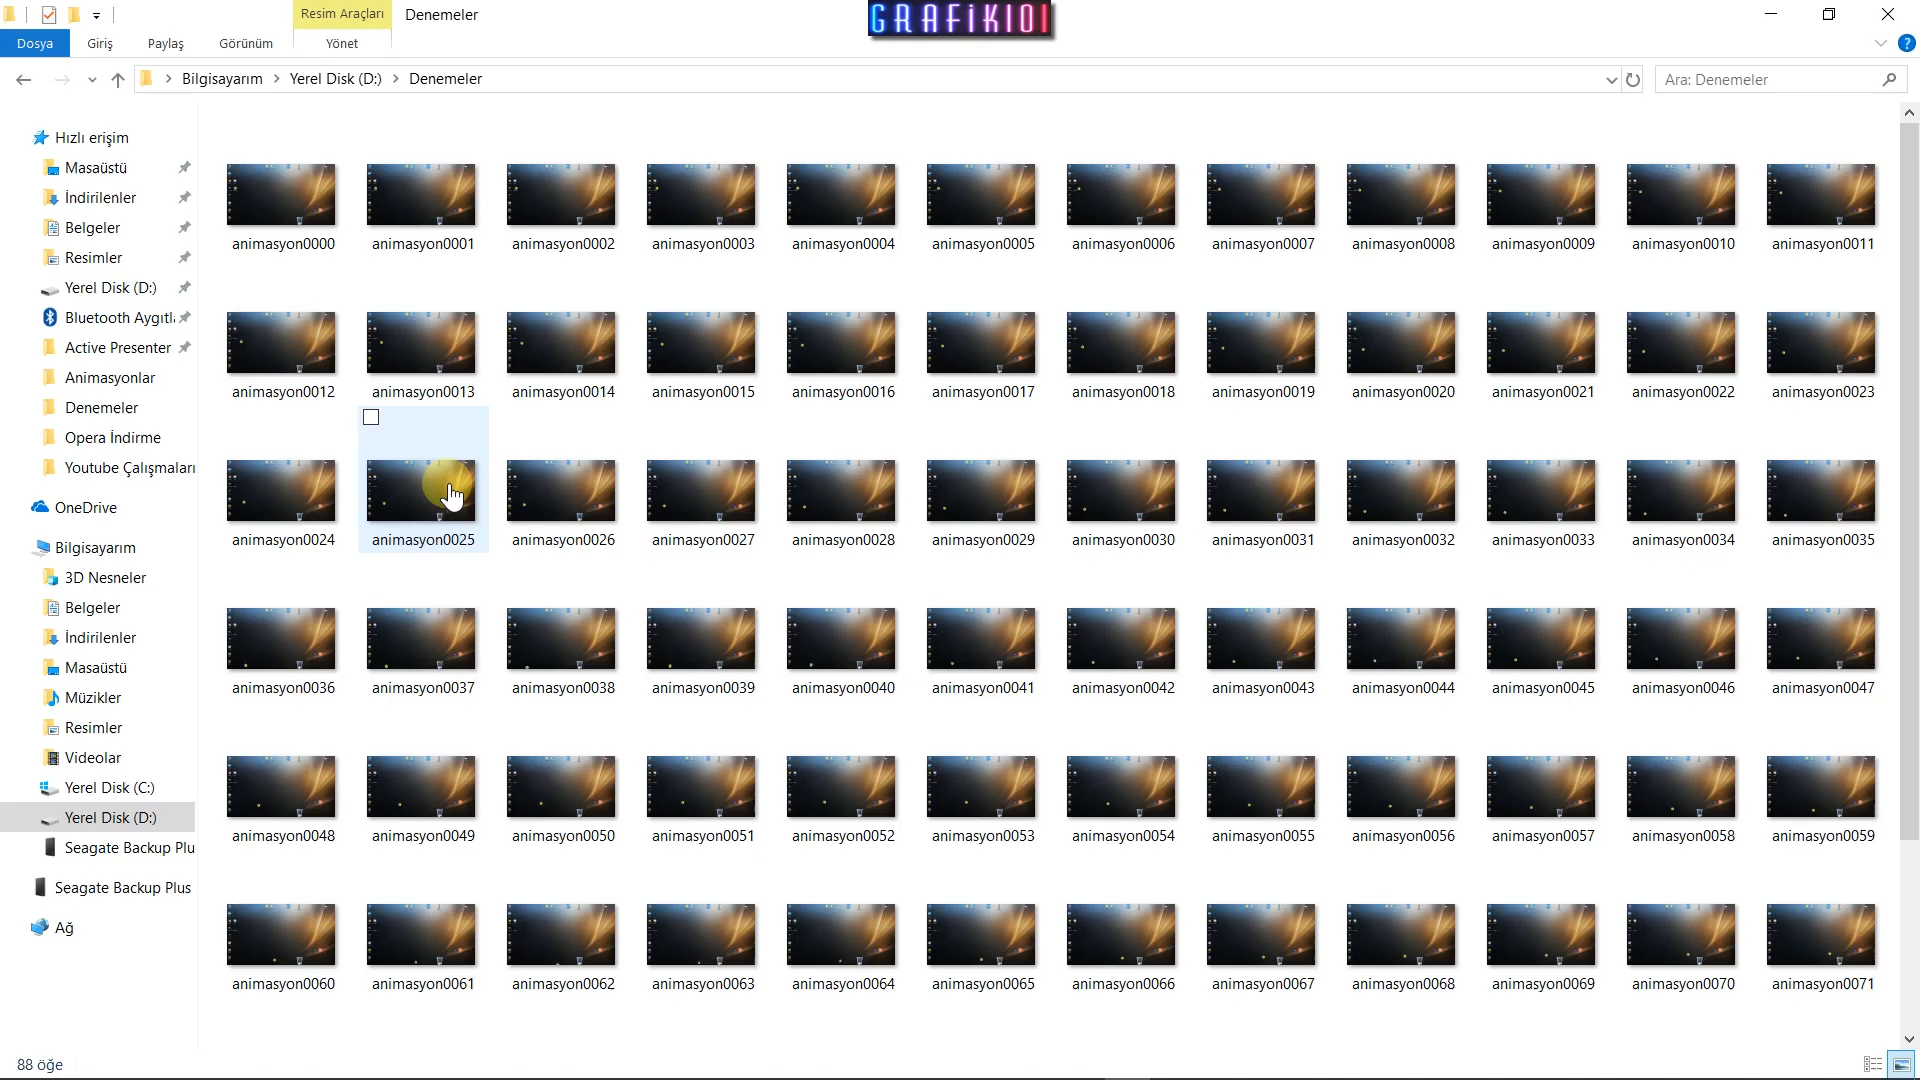 Resim Araçları
Denemeler
GRAFİK101
Dosya
Giriş
Paylaş
Görünüm
Yönet
Bilgisayarım
Yerel Disk (D:)
Denemeler
Ara: Denemeler
Hızlı erişim
Masaüstü
İndirilenler
Belgeler
Resimler
Yerel Disk (D:)
Bluetooth Aygıtla
Active Presenter
Animasyonlar
Denemeler
Opera İndirme
Youtube Çalışmaları
OneDrive
Bilgisayarım
3D Nesneler
Belgeler
İndirilenler
Masaüstü
Müzikler
Resimler
Videolar
Yerel Disk (C:)
Yerel Disk (D:)
Seagate Backup Plu
Seagate Backup Plus
Ağ
animasyon0000 animasyon0001 animasyon0002 animasyon0003 animasyon0004 animasyon0005 animasyon0006 animasyon0007 animasyon0008 animasyon0009 animasyon0010 animasyon0011
animasyon0012 animasyon0013 animasyon0014 animasyon0015 animasyon0016 animasyon0017 animasyon0018 animasyon0019 animasyon0020 animasyon0021 animasyon0022 animasyon0023
animasyon0024 animasyon0025 animasyon0026 animasyon0027 animasyon0028 animasyon0029 animasyon0030 animasyon0031 animasyon0032 animasyon0033 animasyon0034 animasyon0035
animasyon0036 animasyon0037 animasyon0038 animasyon0039 animasyon0040 animasyon0041 animasyon0042 animasyon0043 animasyon0044 animasyon0045 animasyon0046 animasyon0047
animasyon0048 animasyon0049 animasyon0050 animasyon0051 animasyon0052 animasyon0053 animasyon0054 animasyon0055 animasyon0056 animasyon0057 animasyon0058 animasyon0059
animasyon0060 animasyon0061 animasyon0062 animasyon0063 animasyon0064 animasyon0065 animasyon0066 animasyon0067 animasyon0068 animasyon0069 animasyon0070 animasyon0071
88 öğe